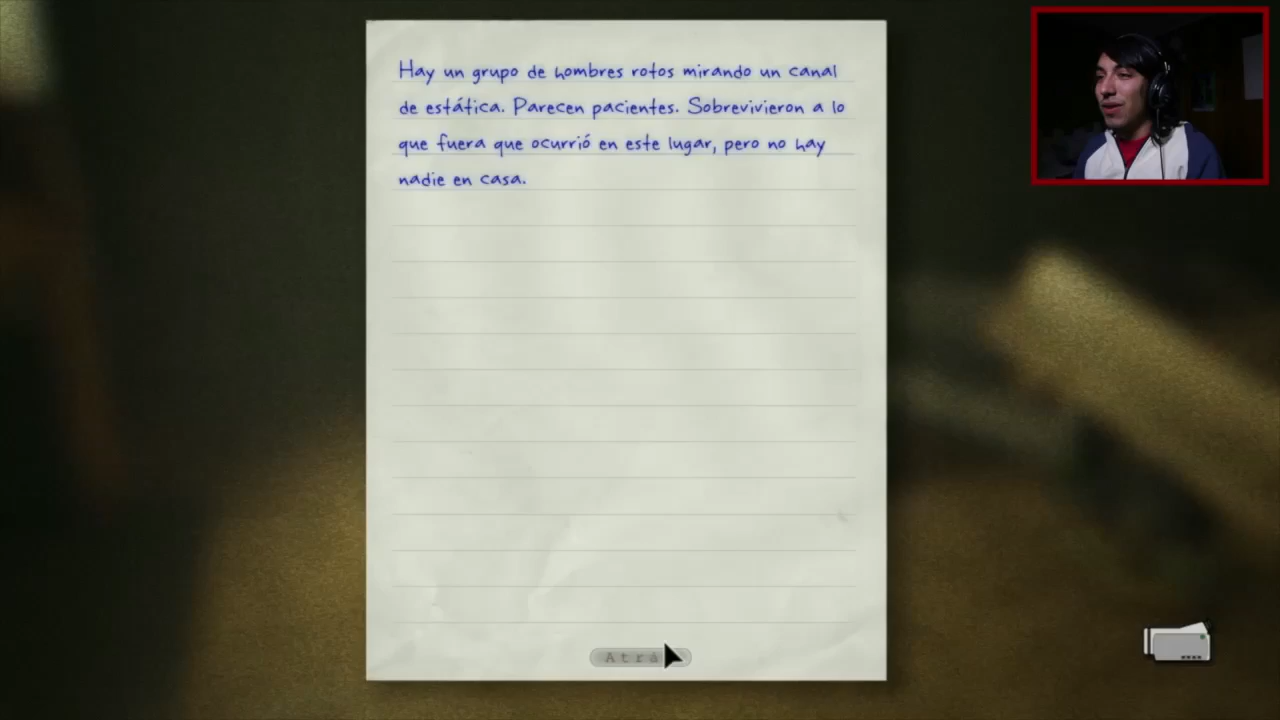 Hay un grupo de hombres rotos mirando un canal
de estática. Parecen pacientes. Sobrevivieron a lo
que fuera que ocurrió en este lugar, pero no hay
nadie en casa.